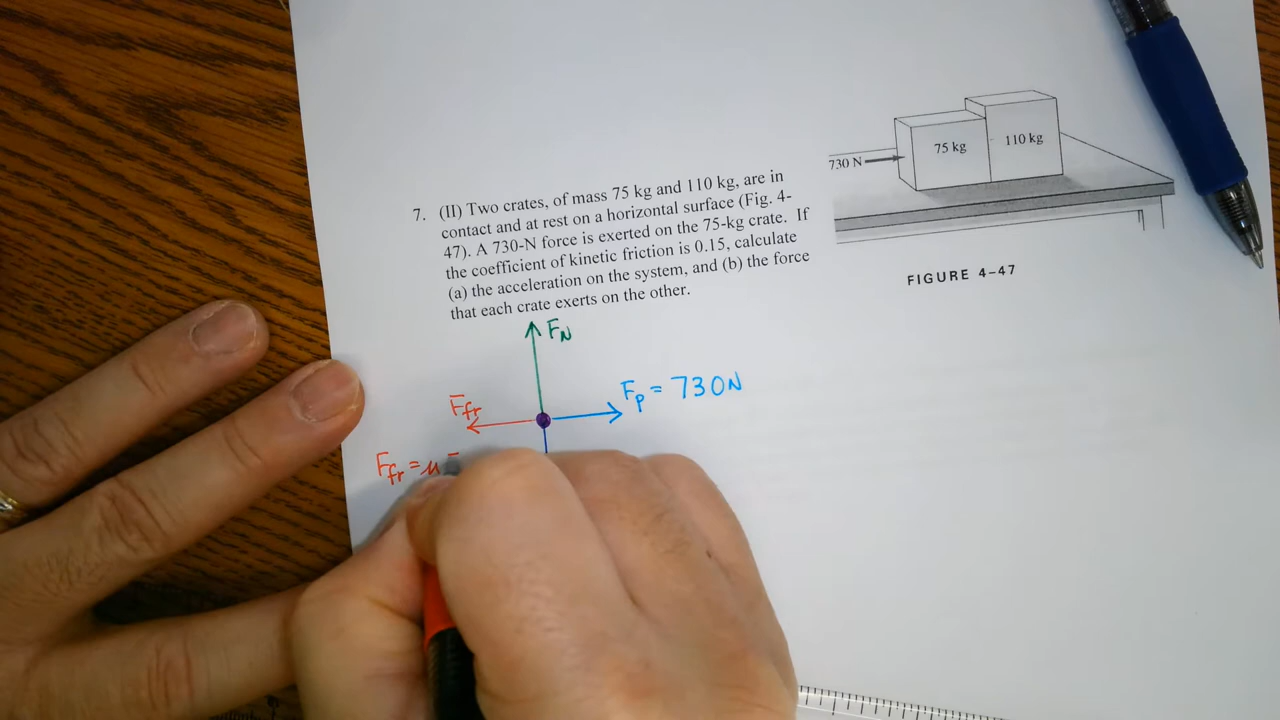 7. (II) Two crates, of mass 75 kg and 110 kg, are in
contact and at rest on a horizontal surface (Fig. 4-
47). A 730-N force is exerted on the 75-kg crate. If
the coefficient of kinetic friction is 0.15, calculate
(a) the acceleration on the system, and (b) the force
that each crate exerts on the other.
730 N
75 kg
110 kg
FIGURE 4–47
FN
Ffr
Fp = 730N
Ffr = μ